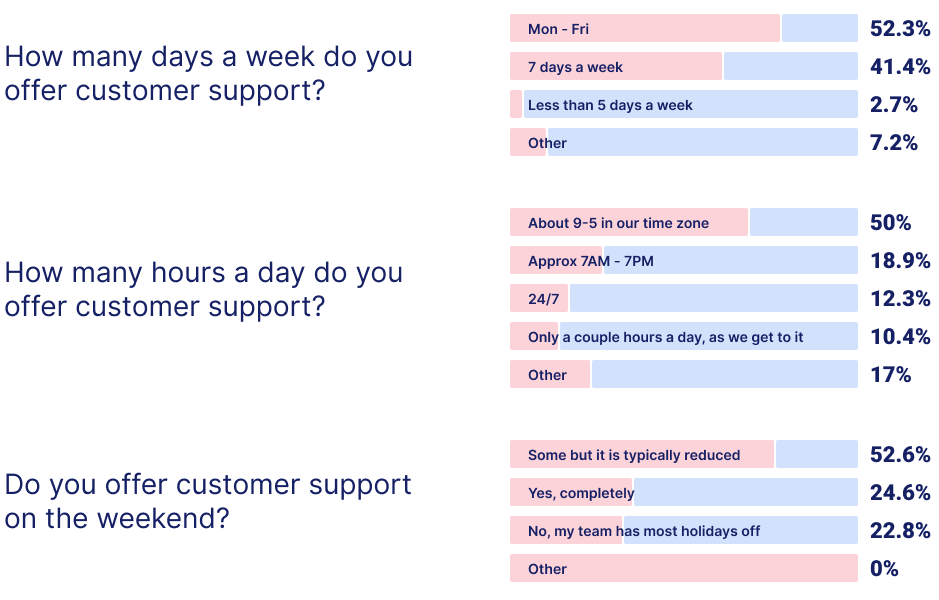 How many days a week do you
offer customer support?
Mon - Fri 52.3%
7 days a week 41.4%
Less than 5 days a week 2.7%
Other 7.2%
How many hours a day do you
offer customer support?
About 9-5 in our time zone 50%
Approx 7AM - 7PM 18.9%
24/7 12.3%
Only a couple hours a day, as we get to it 10.4%
Other 17%
Do you offer customer support
on the weekend?
Some but it is typically reduced 52.6%
Yes, completely 24.6%
No, my team has most holidays off 22.8%
Other 0%